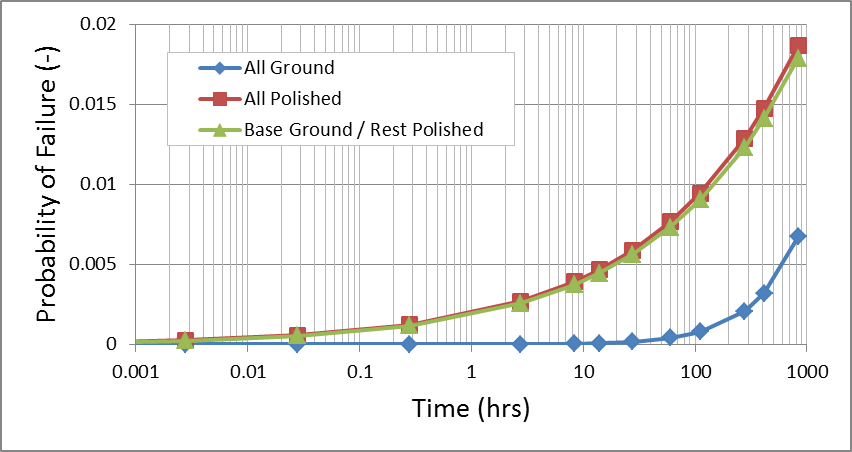 0.02
0.015
0.01
0.005
0
Probability of Failure (-)
All Ground
All Polished
Base Ground / Rest Polished
0.001 0.01 0.1 1 10 100 1000
Time (hrs)